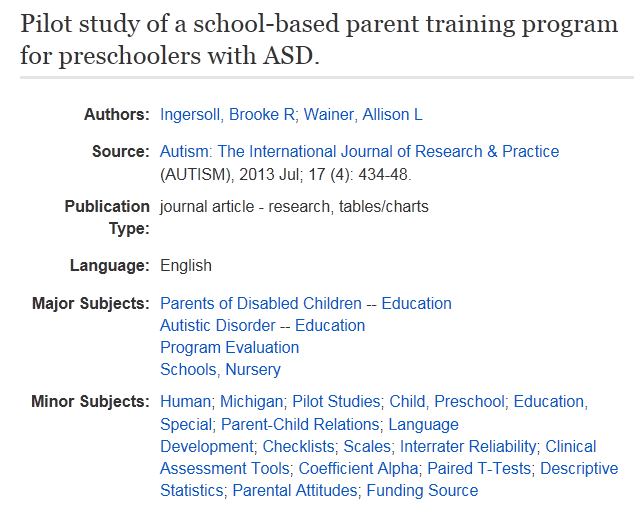 Pilot study of a school-based parent training program
for preschoolers with ASD.
Authors: Ingersoll, Brooke R; Wainer, Allison L
Source: Autism: The International Journal of Research & Practice
(AUTISM), 2013 Jul; 17 (4): 434-48.
Publication Type: journal article - research, tables/charts
Language: English
Major Subjects: Parents of Disabled Children -- Education
Autistic Disorder -- Education
Program Evaluation
Schools, Nursery
Minor Subjects: Human; Michigan; Pilot Studies; Child, Preschool; Education,
Special; Parent-Child Relations; Language
Development; Checklists; Scales; Interrater Reliability; Clinical
Assessment Tools; Coefficient Alpha; Paired T-Tests; Descriptive
Statistics; Parental Attitudes; Funding Source